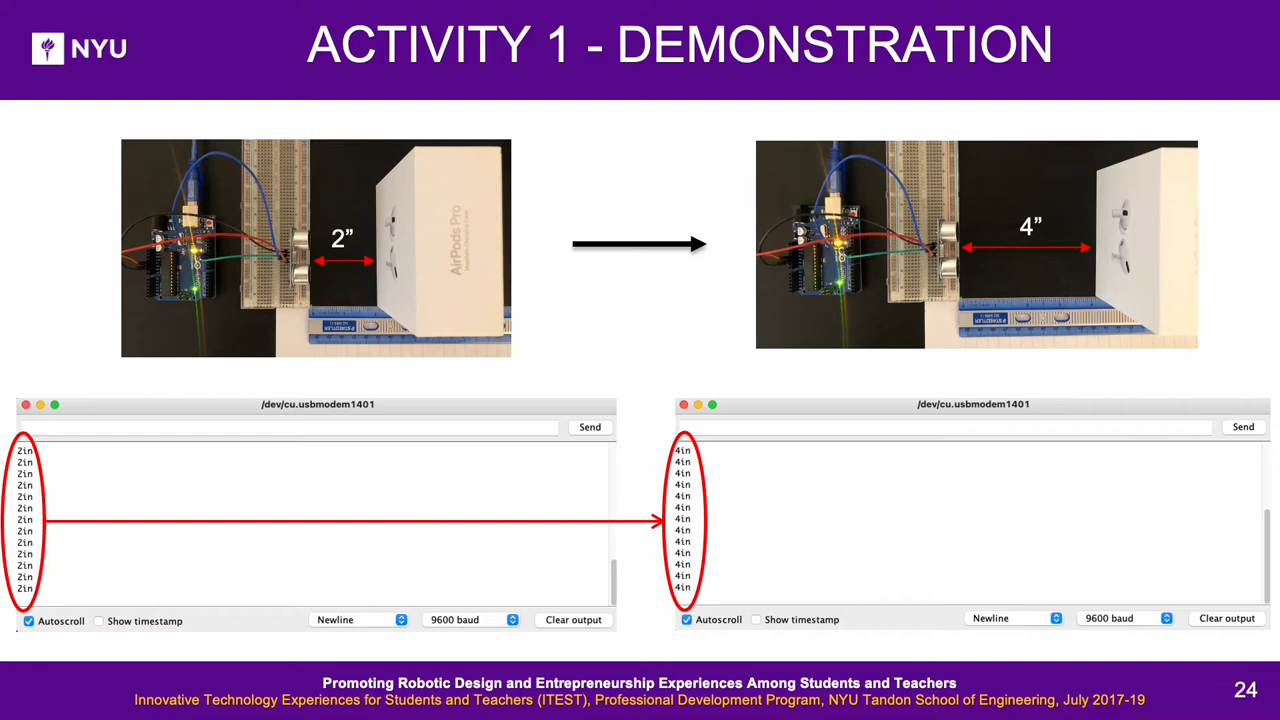 NYU
ACTIVITY 1 - DEMONSTRATION
2”
AirPods Pro
4”
/dev/cu.usbmodem1401
Send
2in
2in
2in
2in
2in
2in
2in
2in
2in
2in
2in
2in
2in
Autoscroll
Show timestamp
Newline
9600 baud
Clear output
/dev/cu.usbmodem1401
Send
4in
4in
4in
4in
4in
4in
4in
4in
4in
4in
4in
4in
4in
Autoscroll
Show timestamp
Newline
9600 baud
Clear output
Promoting Robotic Design and Entrepreneurship Experiences Among Students and Teachers
Innovative Technology Experiences for Students and Teachers (ITEST), Professional Development Program, NYU Tandon School of Engineering, July 2017-19
24